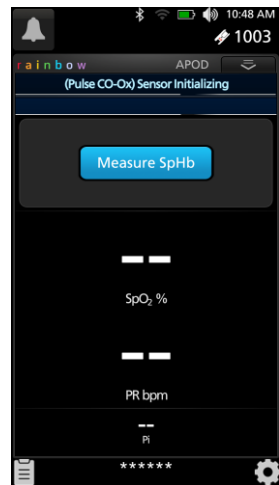 10:48 AM
1003
rainbow APOD
(Pulse CO-Ox) Sensor Initializing
Measure SpHb
--
SpO₂ %
--
PR bpm
--
Pi
******